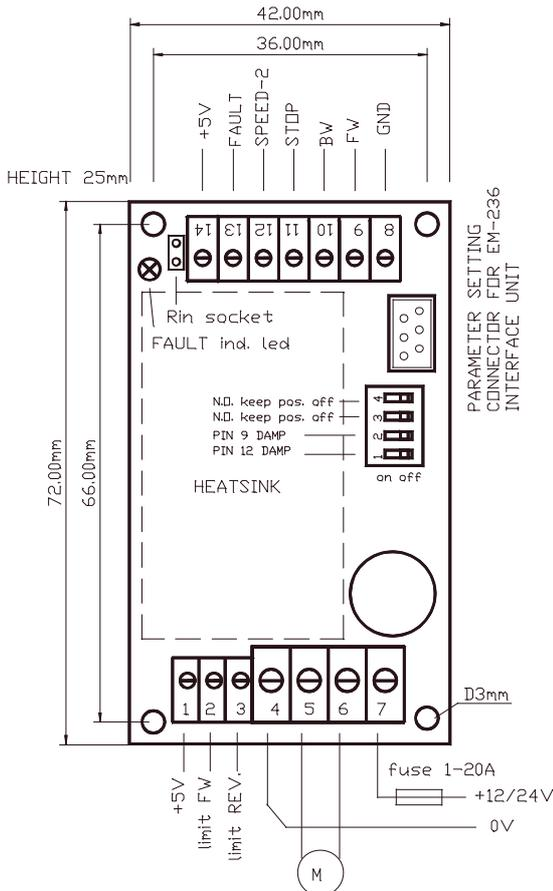 42.00mm
36.00mm
+5V
FAULT
SPEED-2
STOP
BW
FW
GND
HEIGHT 25mm
14
13
12
11
10
9
8
PARAMETER SETTING
CONNECTOR FOR EM-236
INTERFACE UNIT
Rin socket
FAULT ind. led
N.O. keep pos. off
N.O. keep pos. off
PIN 9 DAMP
PIN 12 DAMP
4
3
2
1
on off
HEATSINK
72.00mm
66.00mm
1
2
3
4
5
6
7
D3mm
+5V
limit FW
limit REV.
fuse 1-20A
+12/24V
0V
M